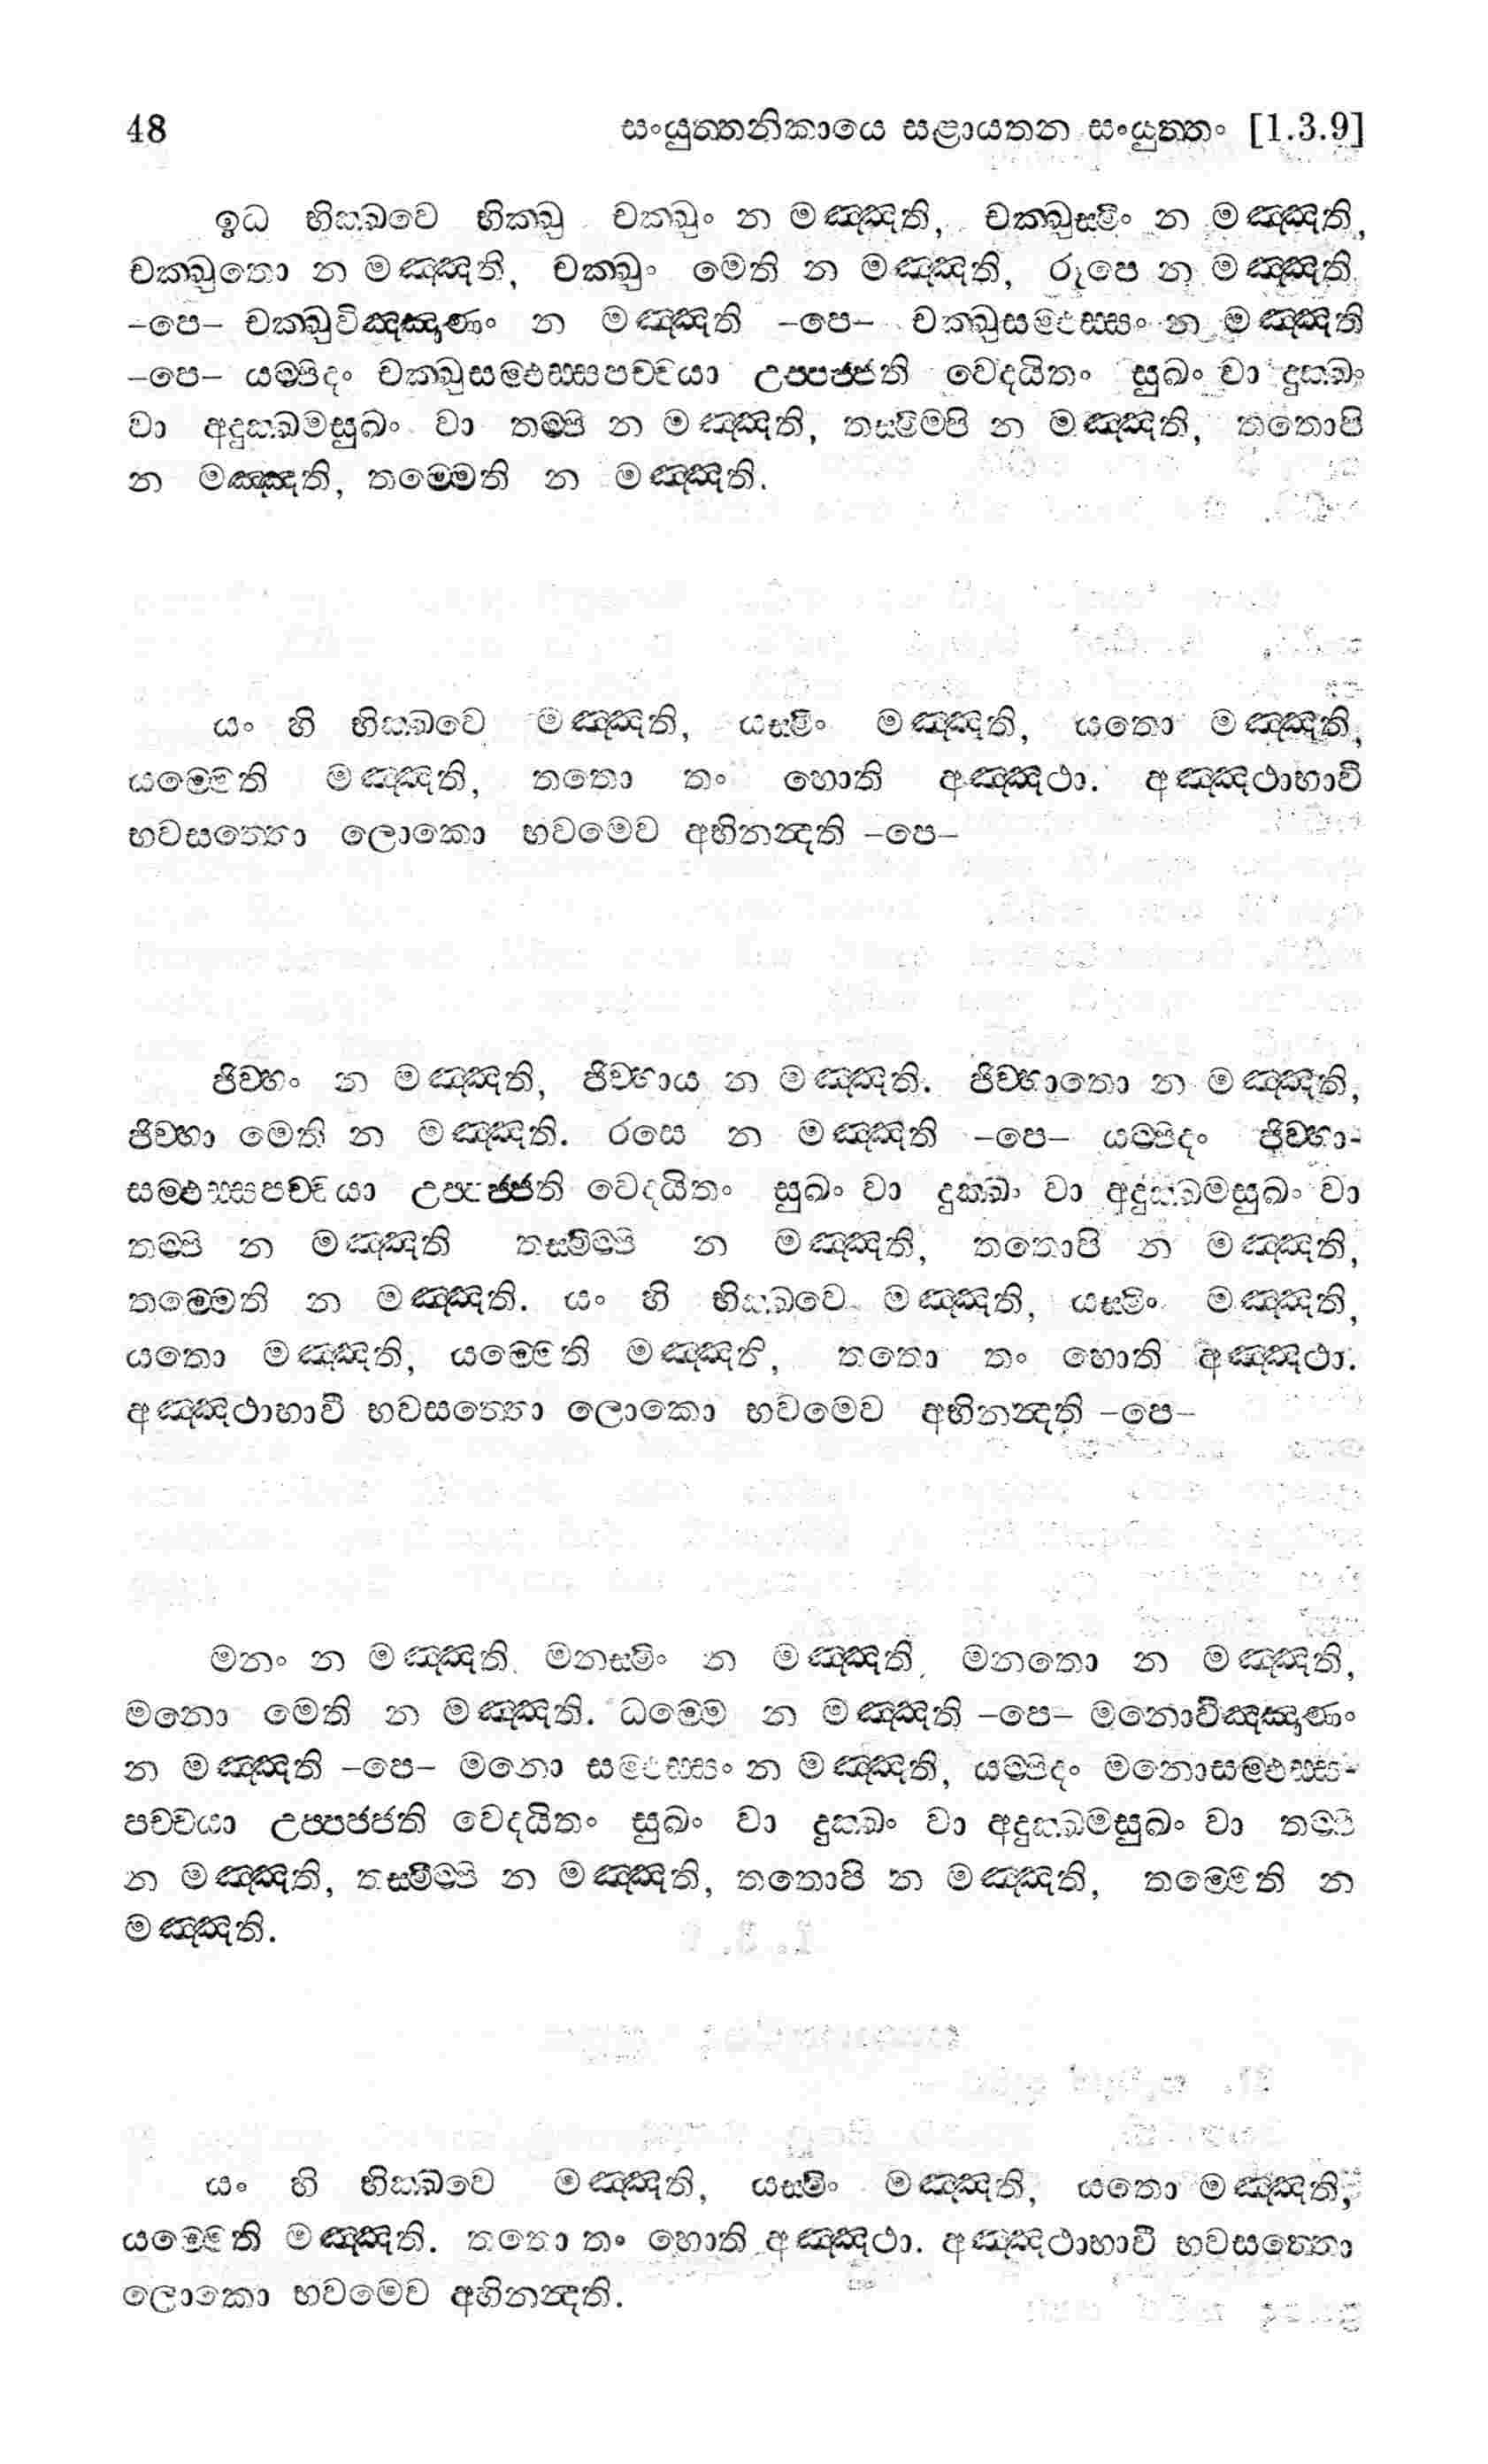 48 සංයුත්තනිකායෙ සළායතන සංයුත්තං [1.3.9]
ඉධ භික්ඛවෙ භික්ඛු චක්ඛුං න මඤ්ඤති, චක්ඛුස්මිං න මඤ්ඤති,
චක්ඛුතො න මඤ්ඤති, චක්ඛුං මෙති න මඤ්ඤති, රූපෙ න මඤ්ඤති
–පෙ– චක්ඛුවිඤ්ඤාණං න මඤ්ඤති –පෙ– චක්ඛුසම්ඵස්සං න මඤ්ඤති
–පෙ– යම්පිදං චක්ඛුසම්ඵස්සපච්චයා උප්පජ්ජති වෙදයිතං සුඛං වා දුක්ඛං
වා අදුක්ඛමසුඛං වා තම්පි න මඤ්ඤති, තස්මිම්පි න මඤ්ඤති, තතොපි
න මඤ්ඤති, තම්මෙති න මඤ්ඤති.
යං හි භික්ඛවෙ මඤ්ඤති, යස්මිං මඤ්ඤති, යතො මඤ්ඤති,
යම්මෙති මඤ්ඤති, තතො තං හොති අඤ්ඤථා. අඤ්ඤථාභාවී
භවසත්තො ලොකො භවමෙව අභිනන්දති –පෙ–
ජිව්හං න මඤ්ඤති, ජිව්හාය න මඤ්ඤති. ජිව්හාතො න මඤ්ඤති,
ජිව්හා මෙති න මඤ්ඤති. රසෙ න මඤ්ඤති –පෙ– යම්පිදං ජිව්හා-
සම්ඵස්සපච්චයා උප්පජ්ජති වෙදයිතං සුඛං වා දුක්ඛං වා අදුක්ඛමසුඛං වා
තම්පි න මඤ්ඤති තස්මිම්පි න මඤ්ඤති, තතොපි න මඤ්ඤති,
තම්මෙති න මඤ්ඤති. යං හි භික්ඛවෙ මඤ්ඤති, යස්මිං මඤ්ඤති,
යතො මඤ්ඤති, යම්මෙති මඤ්ඤති, තතො තං හොති අඤ්ඤථා.
අඤ්ඤථාභාවී භවසත්තො ලොකො භවමෙව අභිනන්දති –පෙ–
මනං න මඤ්ඤති. මනස්මිං න මඤ්ඤති, මනතො න මඤ්ඤති,
මනො මෙති න මඤ්ඤති. ධම්මෙ න මඤ්ඤති –පෙ– මනොවිඤ්ඤාණං
න මඤ්ඤති –පෙ– මනො සම්ඵස්සං න මඤ්ඤති, යම්පිදං මනොසම්ඵස්ස-
පච්චයා උප්පජ්ජති වෙදයිතං සුඛං වා දුක්ඛං වා අදුක්ඛමසුඛං වා තම්පි
න මඤ්ඤති, තස්මිම්පි න මඤ්ඤති, තතොපි න මඤ්ඤති, තම්මෙති න
මඤ්ඤති.
යං හි භික්ඛවෙ මඤ්ඤති, යස්මිං මඤ්ඤති, යතො මඤ්ඤති,
යම්මෙති මඤ්ඤති. තතො තං හොති අඤ්ඤථා. අඤ්ඤථාභාවී භවසත්තො
ලොකො භවමෙව අභිනන්දති.